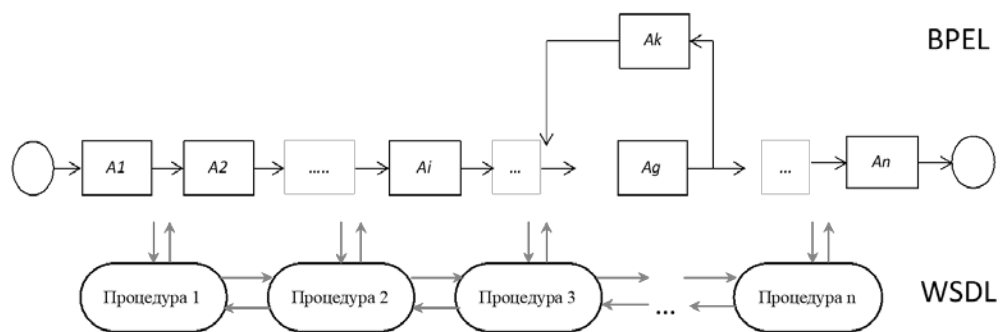 Ak
BPEL
A1
A2
.....
Ai
...
Ag
...
An
Процедура 1
Процедура 2
Процедура 3
...
Процедура n
WSDL